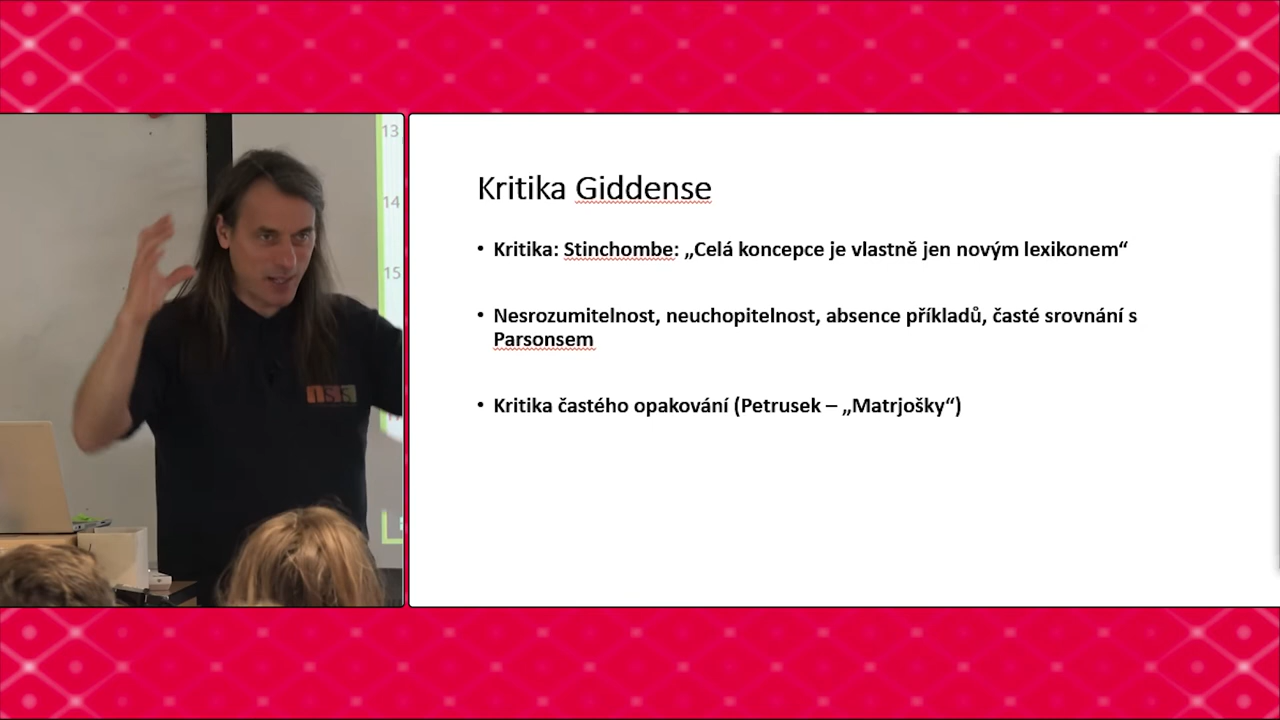 13
14
15
ISS
Kritika Giddense
• Kritika: Stinchombe: „Celá koncepce je vlastně jen novým lexikonem“
• Nesrozumitelnost, neuchopitelnost, absence příkladů, časté srovnání s
Parsonsem
• Kritika častého opakování (Petrusek – „Matrjošky“)